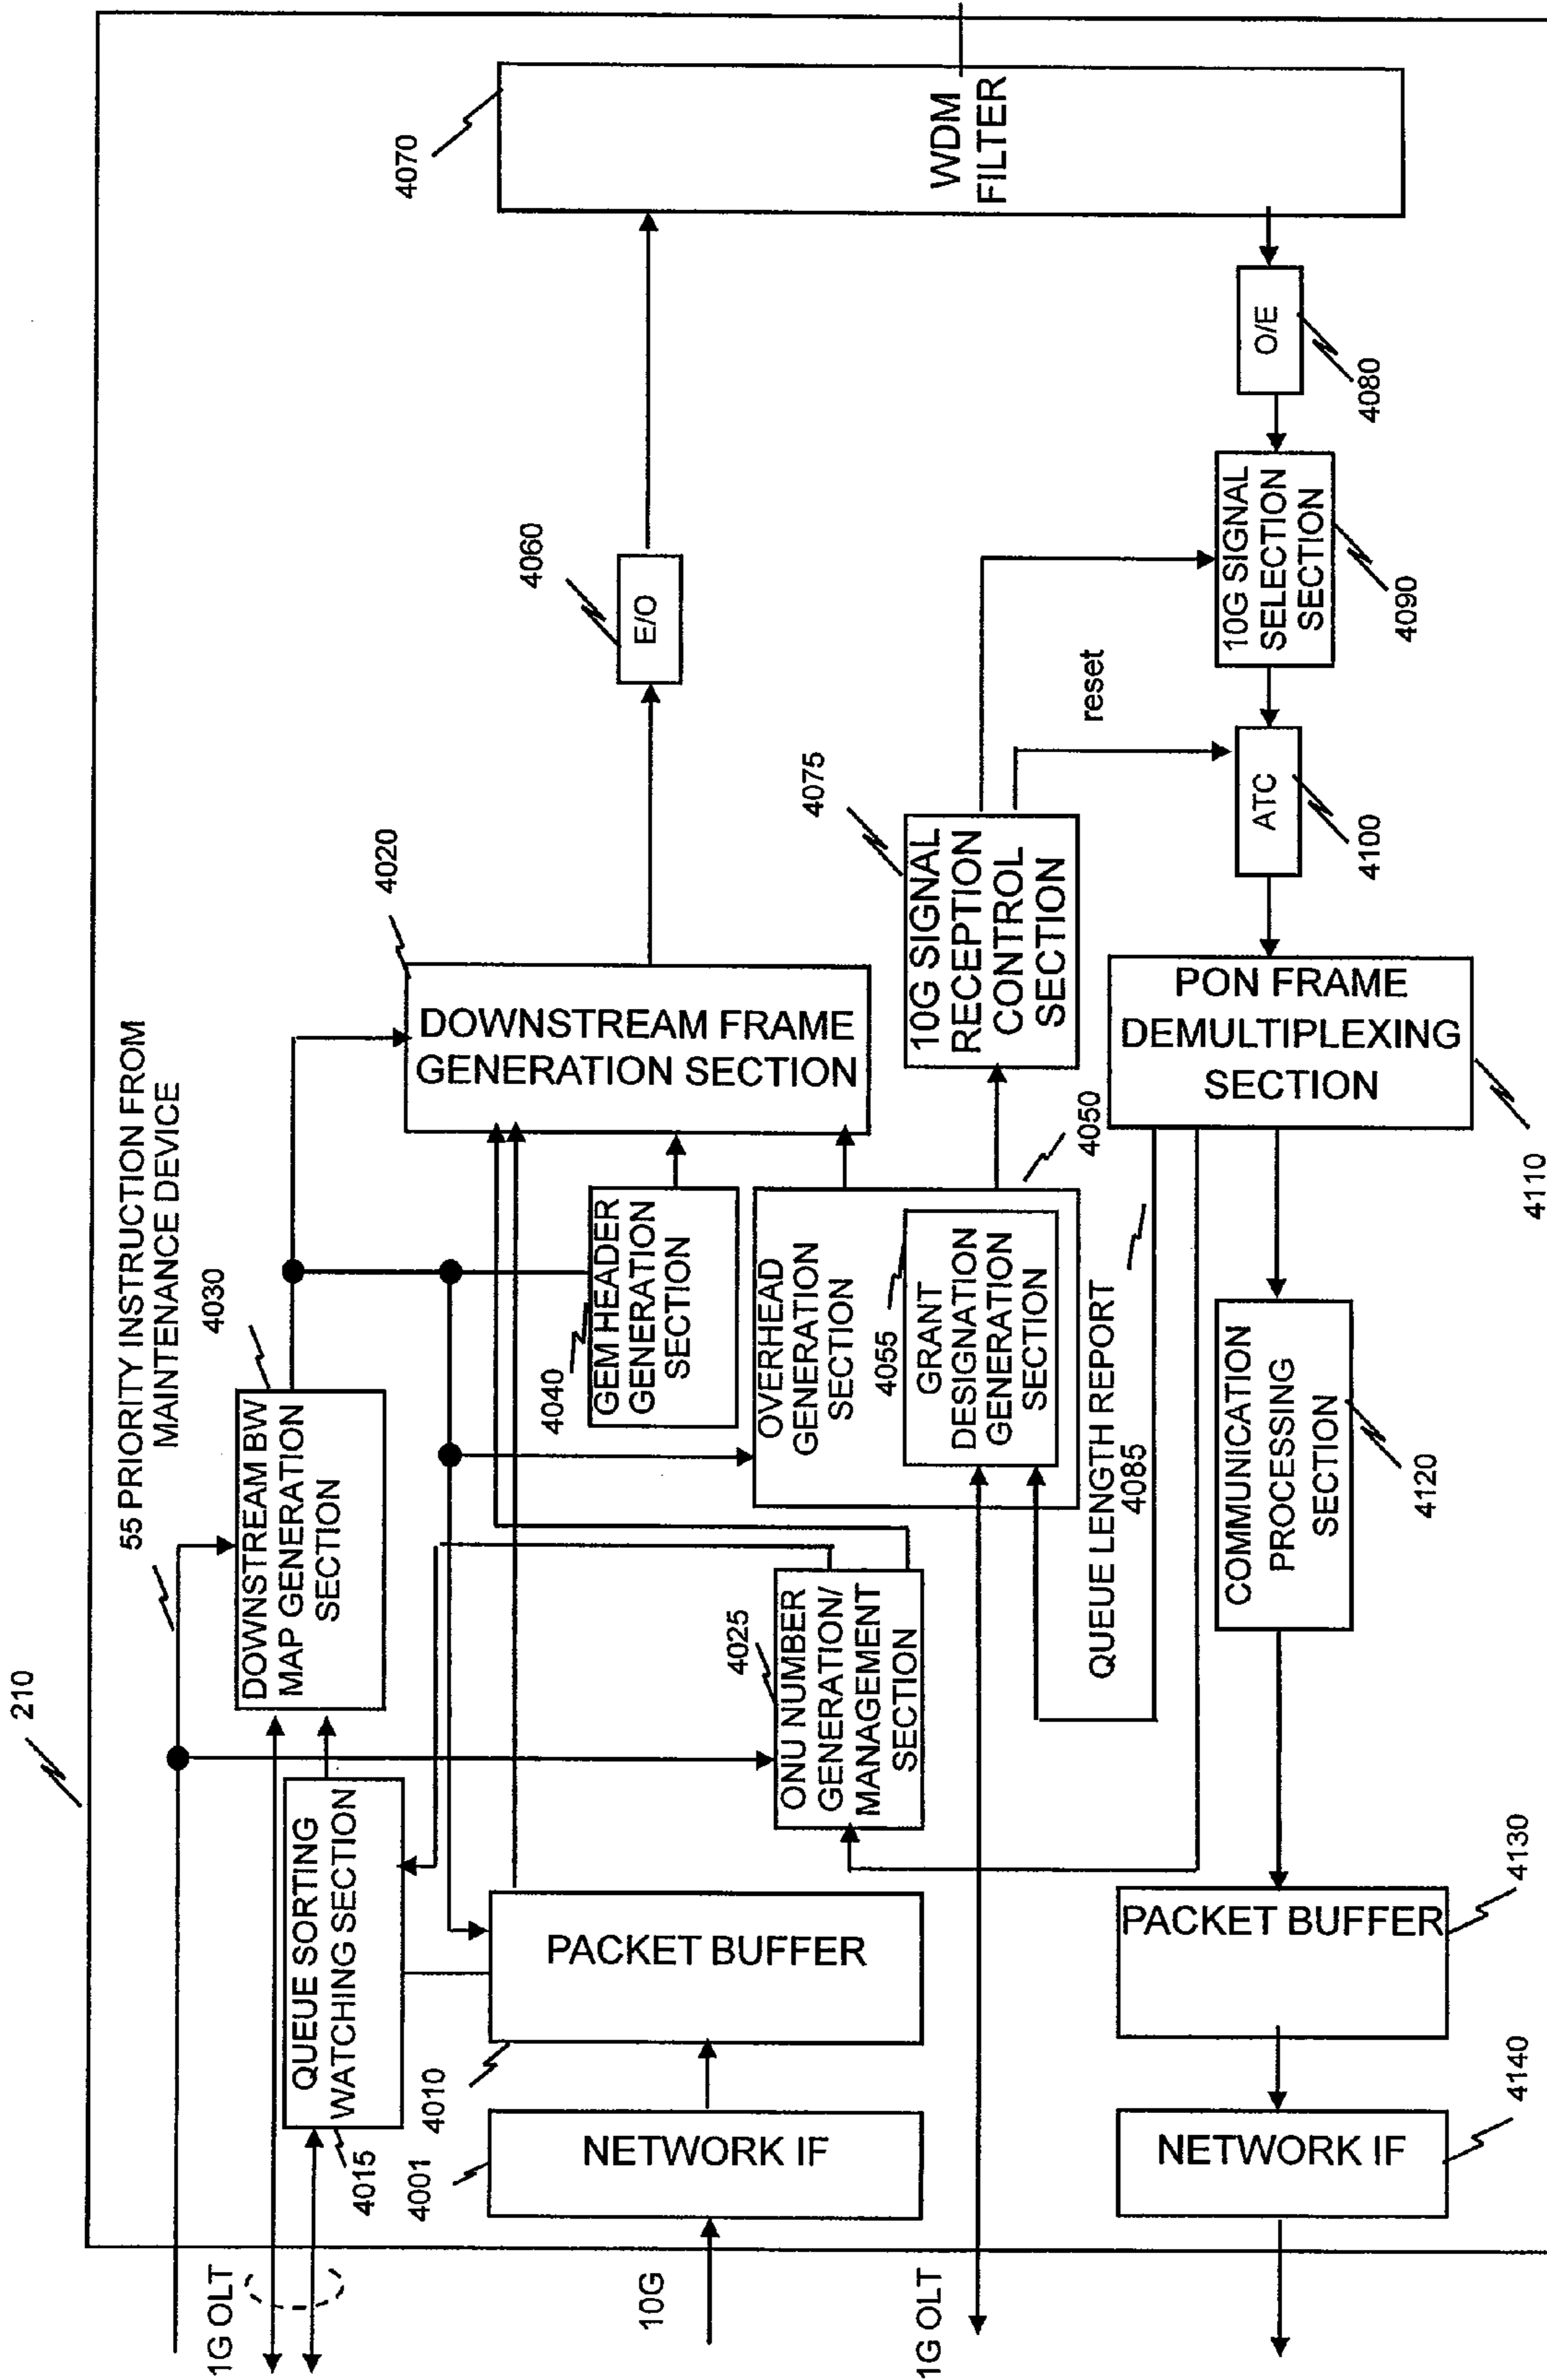 210
55 PRIORITY INSTRUCTION FROM
MAINTENANCE DEVICE
1G OLT
4015
QUEUE SORTING
WATCHING SECTION
4030
DOWNSTREAM BW
MAP GENERATION
SECTION
4001
NETWORK IF
10G
4010
PACKET BUFFER
4020
DOWNSTREAM FRAME
GENERATION SECTION
4060
E/O
4070
WDM
FILTER
4040
GEM HEADER
GENERATION
SECTION
4025
ONU NUMBER
GENERATION/
MANAGEMENT
SECTION
OVERHEAD
GENERATION
SECTION
4055
GRANT
DESIGNATION
GENERATION
SECTION
4050
4075
10G SIGNAL
RECEPTION
CONTROL
SECTION
reset
1G OLT
QUEUE LENGTH REPORT
4085
4140
NETWORK IF
4130
PACKET BUFFER
COMMUNICATION
PROCESSING
SECTION
4120
PON FRAME
DEMULTIPLEXING
SECTION
4110
ATC
4100
10G SIGNAL
SELECTION
SECTION
4090
O/E
4080